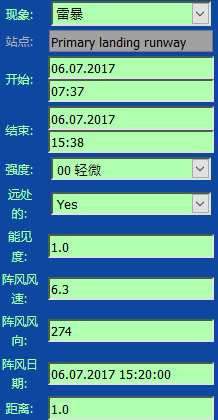 现象: 雷暴
站点: Primary landing runway
开始: 06.07.2017
07:37
结束: 06.07.2017
15:38
强度: 00 轻微
远处
的: Yes
能见
度: 1.0
阵风风
速: 6.3
阵风风
向: 274
阵风日
期: 06.07.2017 15:20:00
距离: 1.0